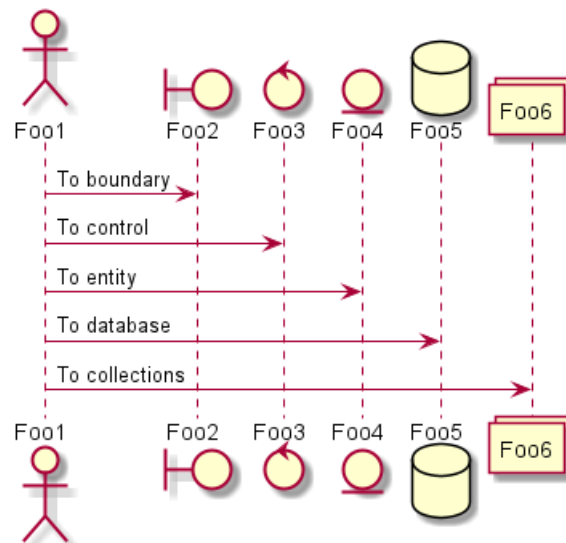 Foo1 Foo2 Foo3 Foo4 Foo5 Foo6
To boundary
To control
To entity
To database
To collections
Foo1 Foo2 Foo3 Foo4 Foo5 Foo6